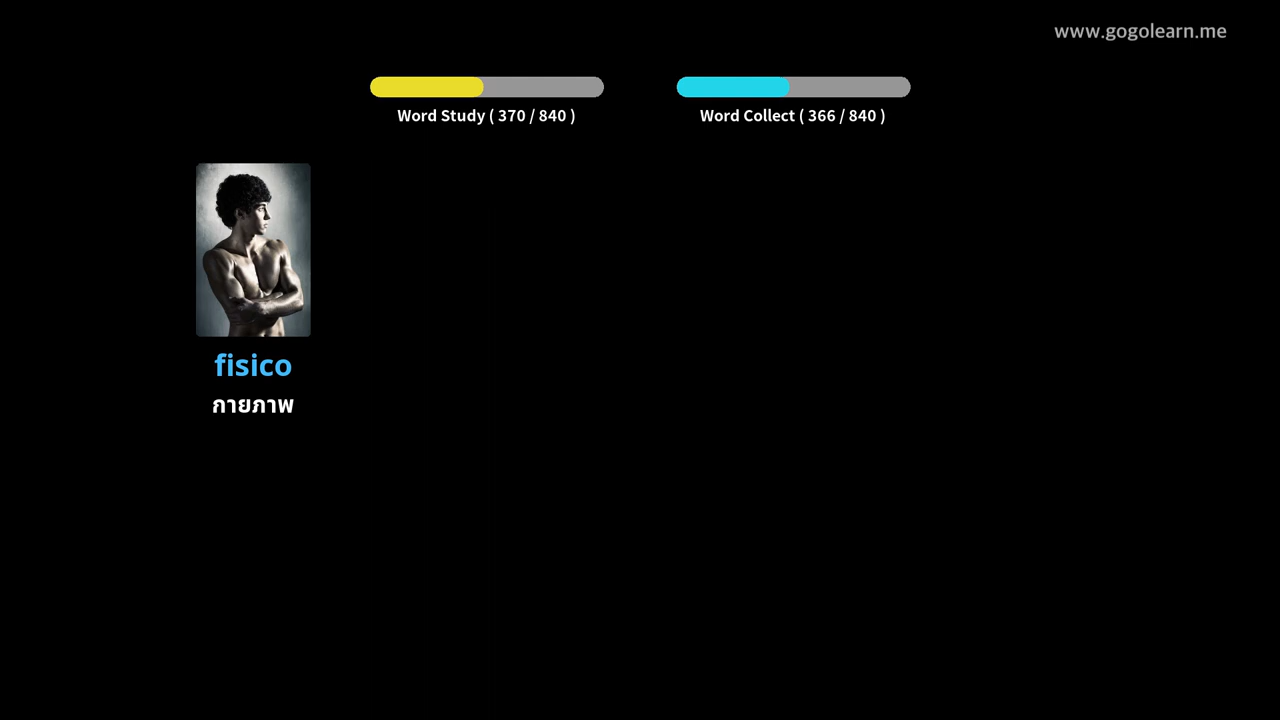 www.gogolearn.me
Word Study ( 370 / 840 )
Word Collect ( 366 / 840 )
fisico
กายภาพ